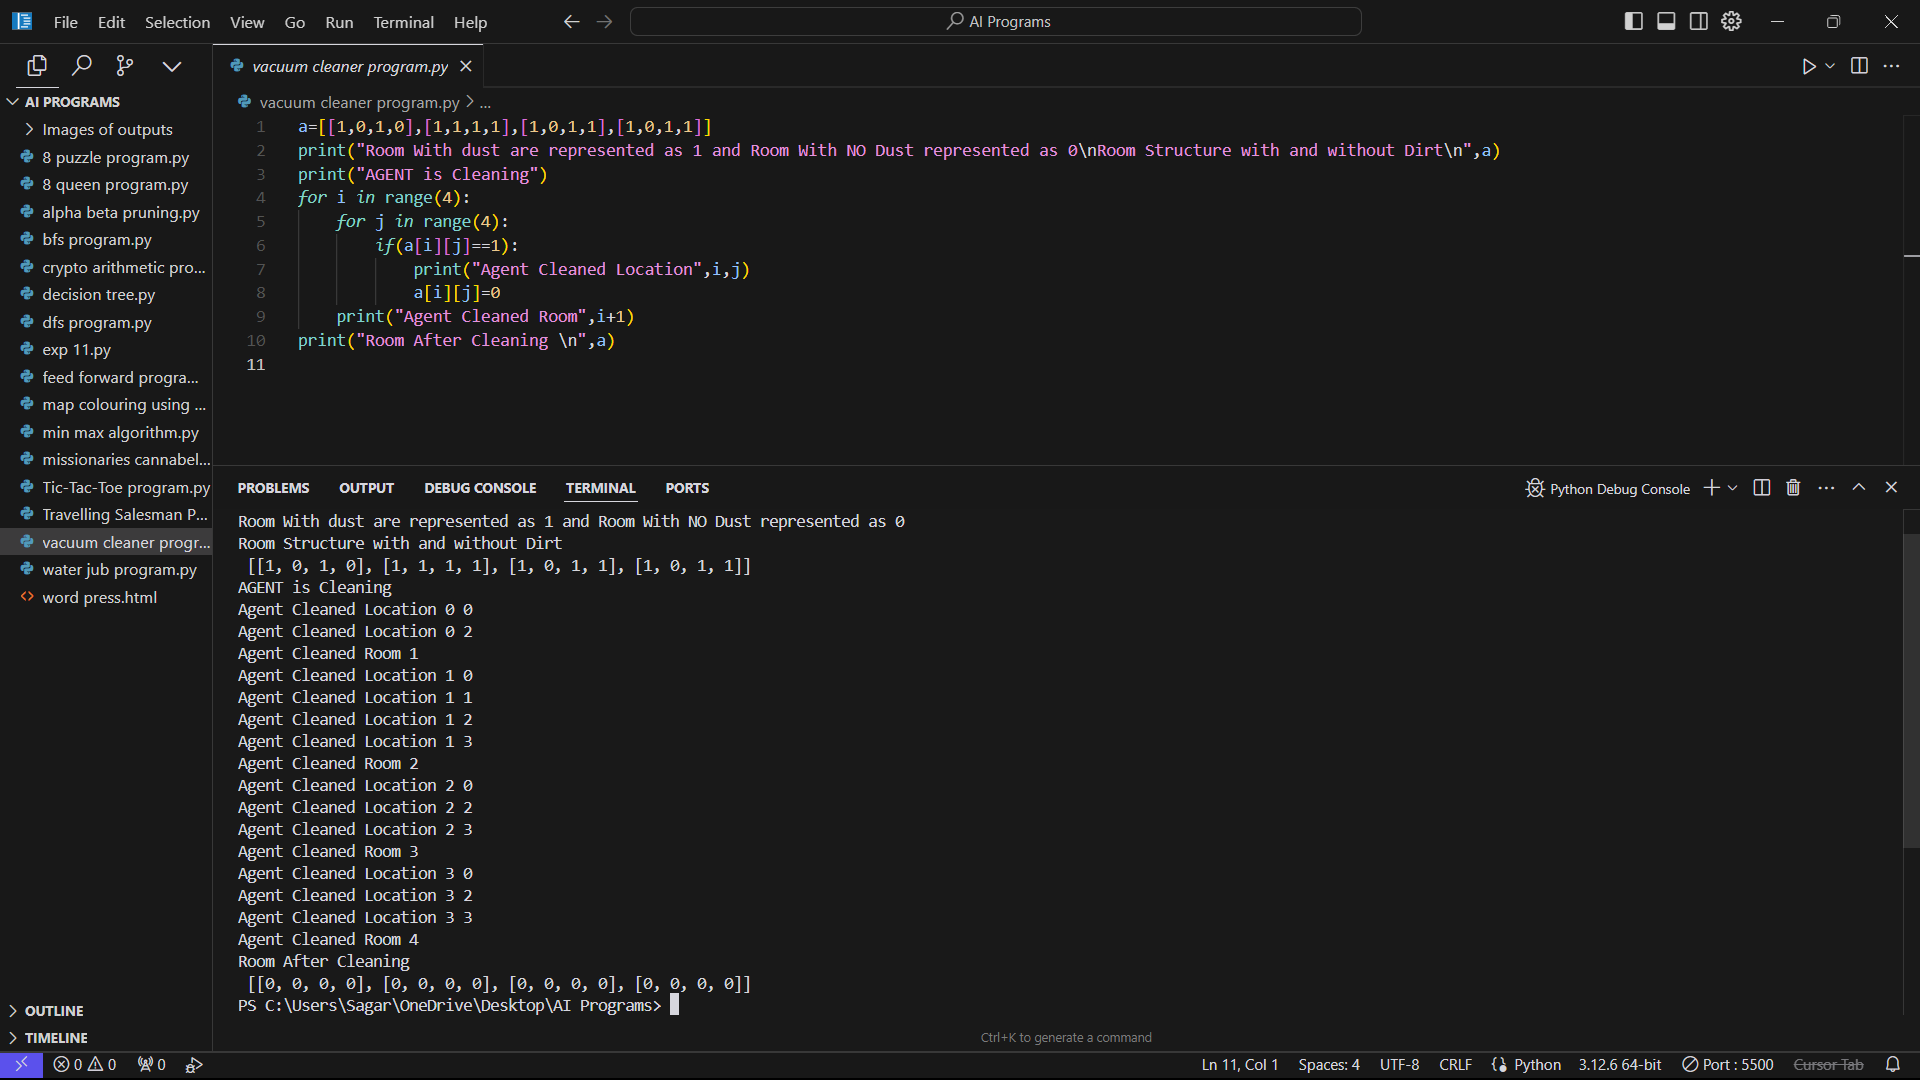 File Edit Selection View Go Run Terminal Help
AI Programs
vacuum cleaner program.py
AI PROGRAMS
Images of outputs
8 puzzle program.py
8 queen program.py
alpha beta pruning.py
bfs program.py
crypto arithmetic pro...
decision tree.py
dfs program.py
exp 11.py
feed forward progra...
map colouring using ...
min max algorithm.py
missionaries cannabel...
Tic-Tac-Toe program.py
Travelling Salesman P...
vacuum cleaner progr...
water jub program.py
word press.html
OUTLINE
TIMELINE
vacuum cleaner program.py > ...
1 a=[[1,0,1,0],[1,1,1,1],[1,0,1,1],[1,0,1,1]]
2 print("Room With dust are represented as 1 and Room With NO Dust represented as 0\nRoom Structure with and without Dirt\n",a)
3 print("AGENT is Cleaning")
4 for i in range(4):
5 for j in range(4):
6 if(a[i][j]==1):
7 print("Agent Cleaned Location",i,j)
8 a[i][j]=0
9 print("Agent Cleaned Room",i+1)
10 print("Room After Cleaning \n",a)
11
PROBLEMS OUTPUT DEBUG CONSOLE TERMINAL PORTS
Python Debug Console
Room With dust are represented as 1 and Room With NO Dust represented as 0
Room Structure with and without Dirt
[[1, 0, 1, 0], [1, 1, 1, 1], [1, 0, 1, 1], [1, 0, 1, 1]]
AGENT is Cleaning
Agent Cleaned Location 0 0
Agent Cleaned Location 0 2
Agent Cleaned Room 1
Agent Cleaned Location 1 0
Agent Cleaned Location 1 1
Agent Cleaned Location 1 2
Agent Cleaned Location 1 3
Agent Cleaned Room 2
Agent Cleaned Location 2 0
Agent Cleaned Location 2 2
Agent Cleaned Location 2 3
Agent Cleaned Room 3
Agent Cleaned Location 3 0
Agent Cleaned Location 3 2
Agent Cleaned Location 3 3
Agent Cleaned Room 4
Room After Cleaning
[[0, 0, 0, 0], [0, 0, 0, 0], [0, 0, 0, 0], [0, 0, 0, 0]]
PS C:\Users\Sagar\OneDrive\Desktop\AI Programs>
Ctrl+K to generate a command
0 0 0
Ln 11, Col 1 Spaces: 4 UTF-8 CRLF Python 3.12.6 64-bit Port : 5500 Cursor Tab